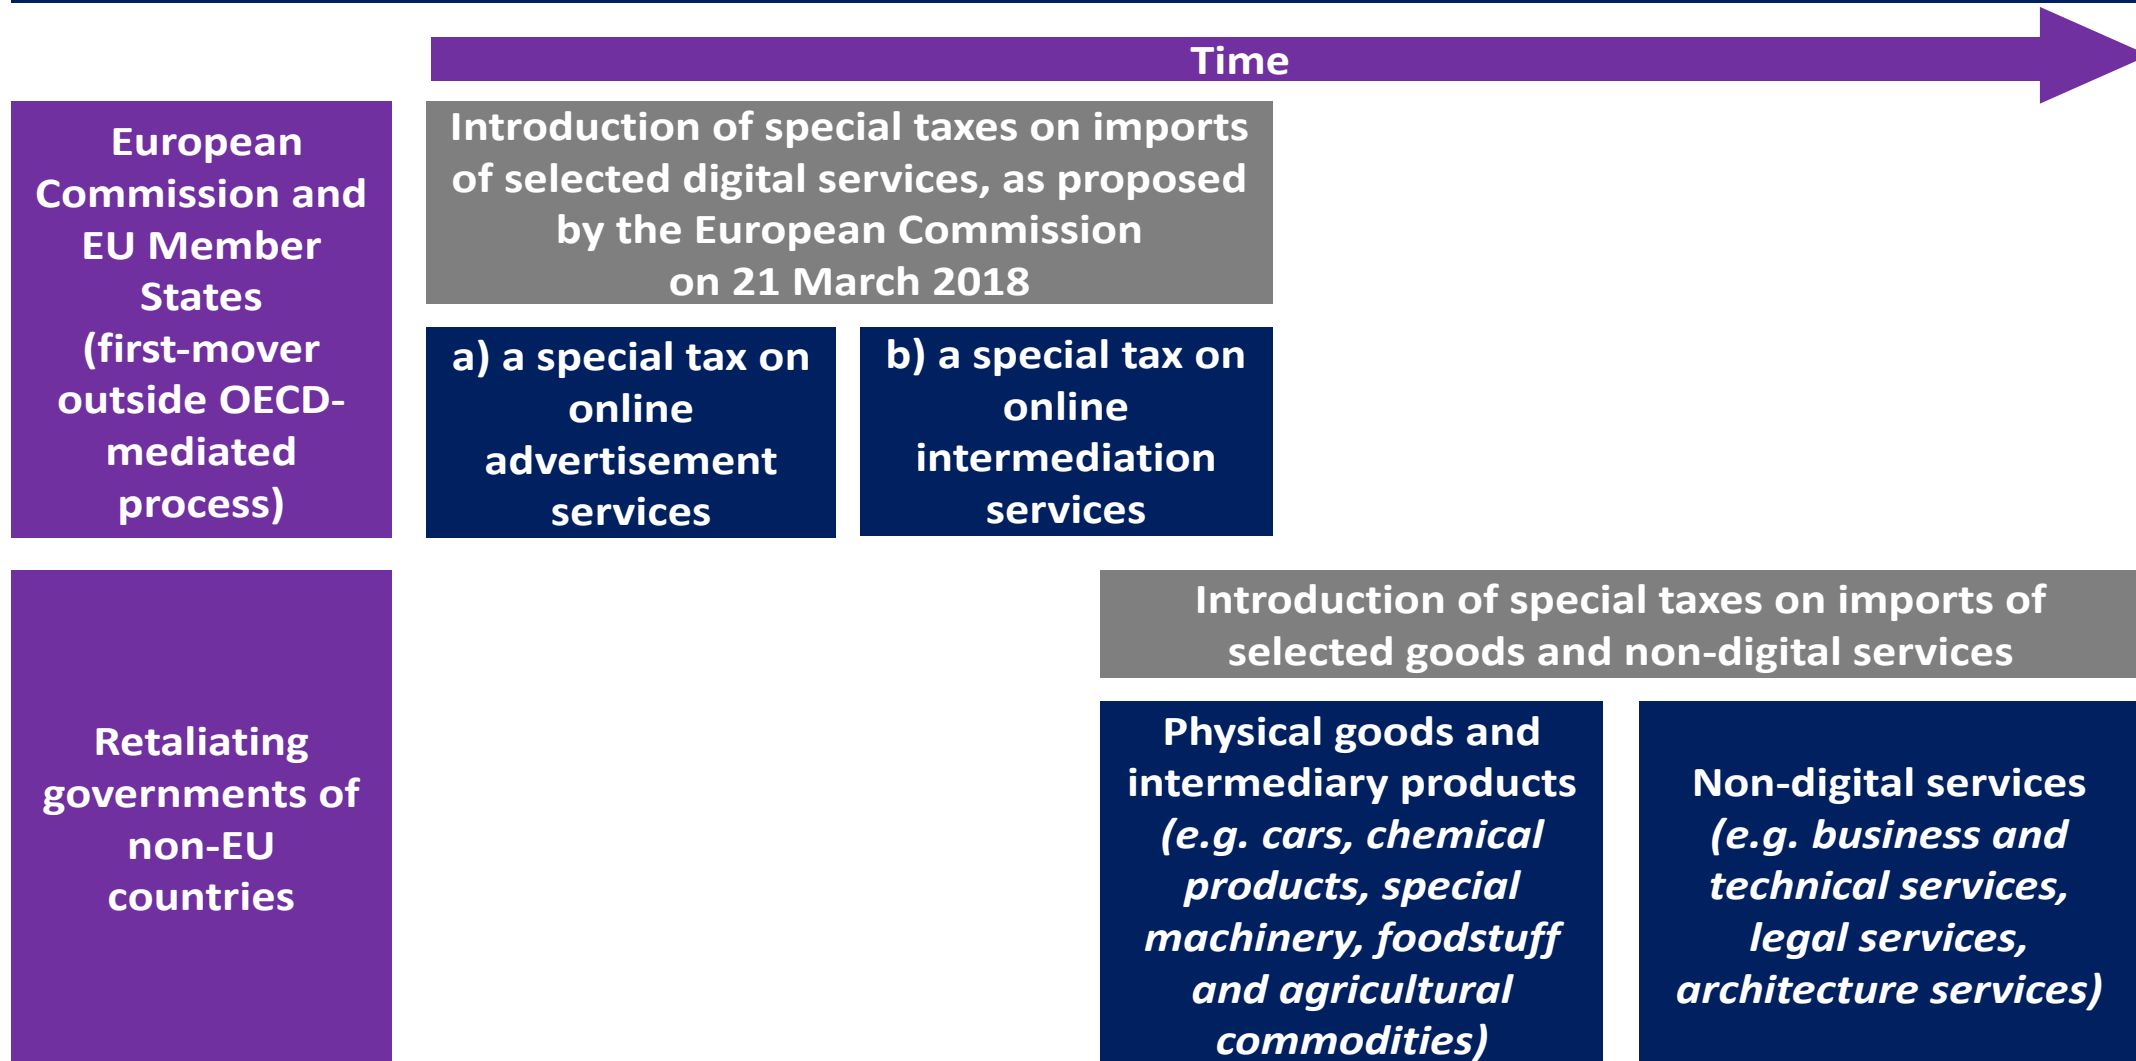 Time
European
Commission and
EU Member
States
(first-mover
outside OECD-
mediated
process)
Introduction of special taxes on imports
of selected digital services, as proposed
by the European Commission
on 21 March 2018
a) a special tax on
online
advertisement
services
b) a special tax on
online
intermediation
services
Retaliating
governments of
non-EU
countries
Introduction of special taxes on imports of
selected goods and non-digital services
Physical goods and
intermediary products
(e.g. cars, chemical
products, special
machinery, foodstuff
and agricultural
commodities)
Non-digital services
(e.g. business and
technical services,
legal services,
architecture services)